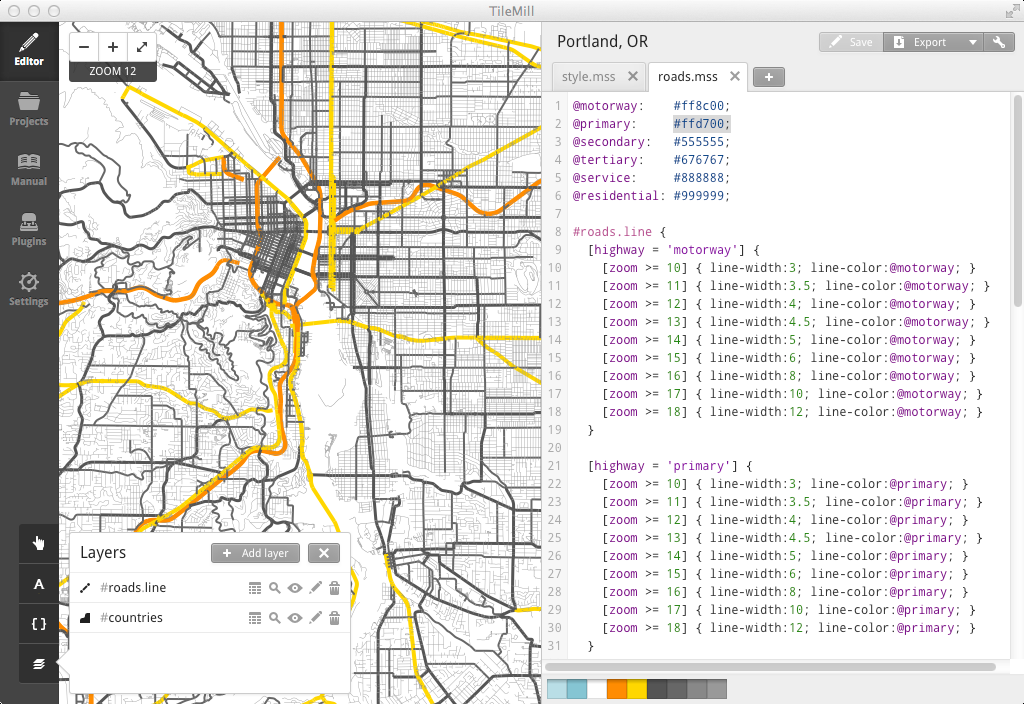 TileMill
Editor
Projects
Manual
Plugins
Settings
ZOOM 12
A
{ }
Layers
+ Add layer
#roads.line
#countries
Portland, OR
Save
Export
style.mss
roads.mss
1 @motorway: #ff8c00;
2 @primary: #ffd700;
3 @secondary: #555555;
4 @tertiary: #676767;
5 @service: #888888;
6 @residential: #999999;
7
8 #roads.line {
9 [highway = 'motorway'] {
10 [zoom >= 10] { line-width:3; line-color:@motorway; }
11 [zoom >= 11] { line-width:3.5; line-color:@motorway; }
12 [zoom >= 12] { line-width:4; line-color:@motorway; }
13 [zoom >= 13] { line-width:4.5; line-color:@motorway; }
14 [zoom >= 14] { line-width:5; line-color:@motorway; }
15 [zoom >= 15] { line-width:6; line-color:@motorway; }
16 [zoom >= 16] { line-width:8; line-color:@motorway; }
17 [zoom >= 17] { line-width:10; line-color:@motorway; }
18 [zoom >= 18] { line-width:12; line-color:@motorway; }
19 }
20
21 [highway = 'primary'] {
22 [zoom >= 10] { line-width:3; line-color:@primary; }
23 [zoom >= 11] { line-width:3.5; line-color:@primary; }
24 [zoom >= 12] { line-width:4; line-color:@primary; }
25 [zoom >= 13] { line-width:4.5; line-color:@primary; }
26 [zoom >= 14] { line-width:5; line-color:@primary; }
27 [zoom >= 15] { line-width:6; line-color:@primary; }
28 [zoom >= 16] { line-width:8; line-color:@primary; }
29 [zoom >= 17] { line-width:10; line-color:@primary; }
30 [zoom >= 18] { line-width:12; line-color:@primary; }
31 }